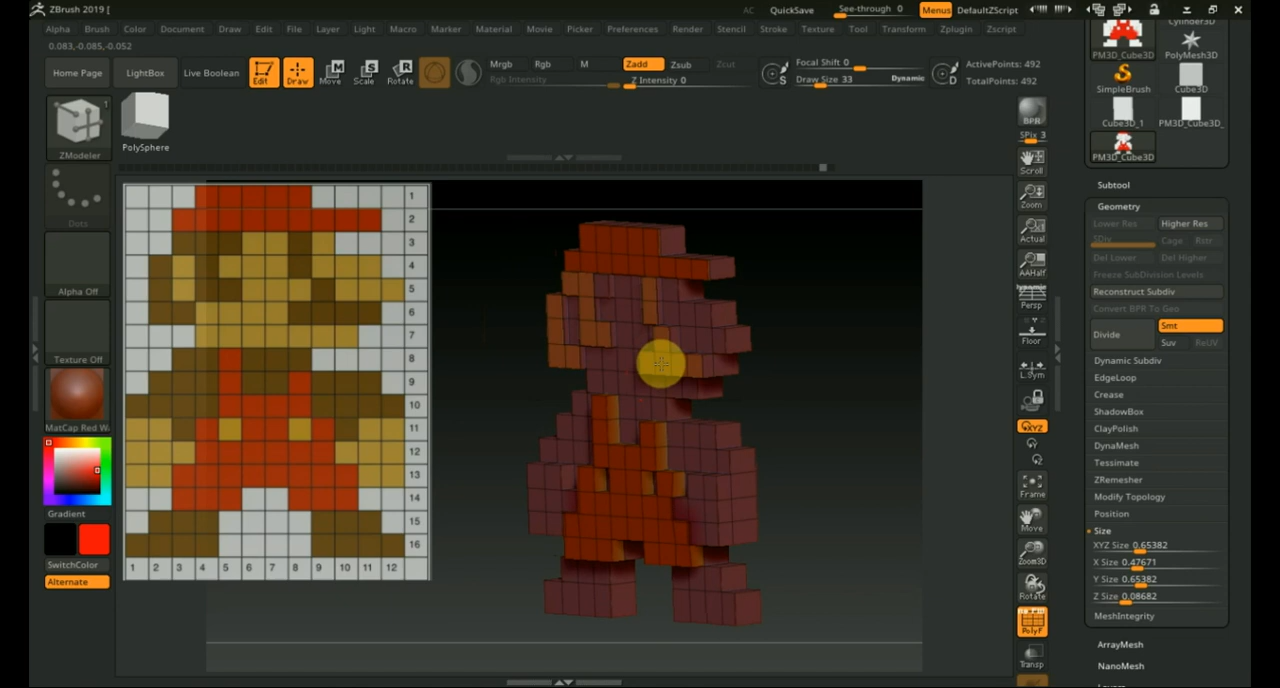 ZBrush 2019 [
AC QuickSave See-through 0 Menus DefaultZScript
Alpha Brush Color Document Draw Edit File Layer Light Macro Marker Material Movie Picker Preferences Render Stencil Stroke Texture Tool Transform Zplugin Zscript
0.083,-0.085,-0.052
Home Page LightBox Live Boolean Edit Draw Move Scale Rotate
Mrgb Rgb M Zadd Zsub Zcut
Rgb Intensity Z Intensity 0
Focal Shift 0
Draw Size 33 Dynamic
ActivePoints: 492
TotalPoints: 492
ZModeler
PolySphere
Dots
Alpha Off
Texture Off
MatCap Red W
Gradient
SwitchColor
Alternate
1
2
3
4
5
6
7
8
9
10
11
12
13
14
15
16
1 2 3 4 5 6 7 8 9 10 11 12
BPR
SPix 3
Scroll
Zoom
Actual
AAHalf
Dynamic
Persp
Floor
L.Sym
XYZ
Frame
Move
Zoom3D
Rotate
PolyF
Transp
Cylinder3D
PM3D_Cube3D PolyMesh3D
SimpleBrush Cube3D
Cube3D_1 PM3D_Cube3D_
PM3D_Cube3D
Subtool
Geometry
Lower Res Higher Res
SDiv Cage Rstr
Del Lower Del Higher
Freeze SubDivision Levels
Reconstruct Subdiv
Convert BPR To Geo
Divide Smt
Suv ReUV
Dynamic Subdiv
EdgeLoop
Crease
ShadowBox
ClayPolish
DynaMesh
Tessimate
ZRemesher
Modify Topology
Position
Size
XYZ Size 0.65382
X Size 0.47671
Y Size 0.65382
Z Size 0.08682
MeshIntegrity
ArrayMesh
NanoMesh